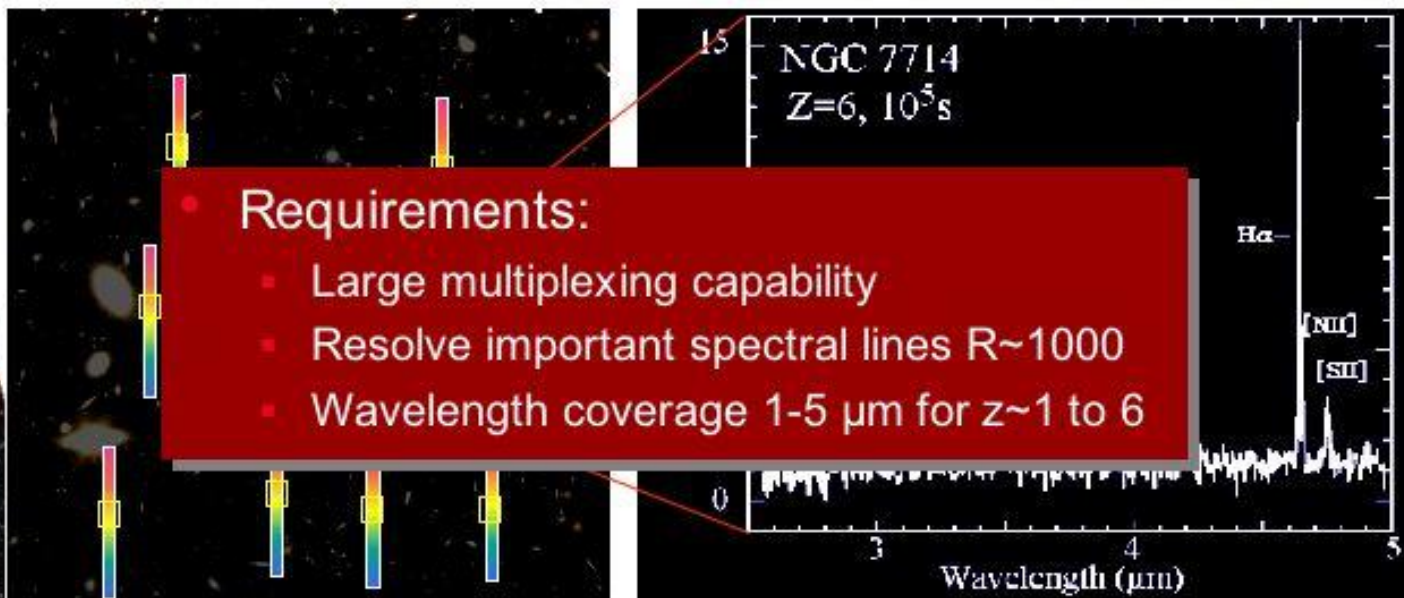 15
NGC 7714
Z=6, 10⁵s
• Requirements:
▪ Large multiplexing capability
▪ Resolve important spectral lines R~1000
▪ Wavelength coverage 1-5 µm for z~1 to 6
Hα
[NII]
[SII]
0
3 4 5
Wavelength (µm)